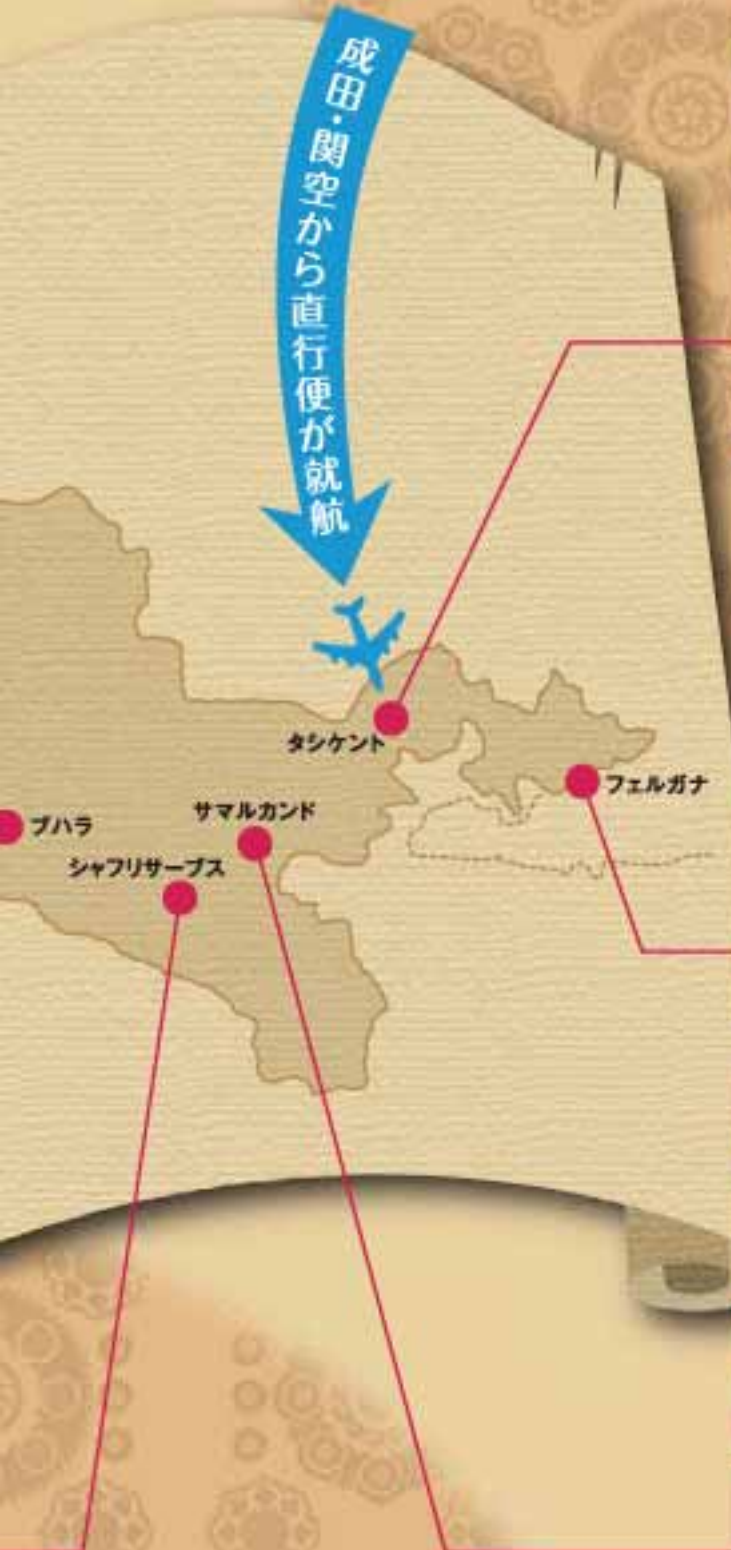 成田・関空から直行便が就航
タシケント
フェルガナ
サマルカンド
ブハラ
シャフリサーブス